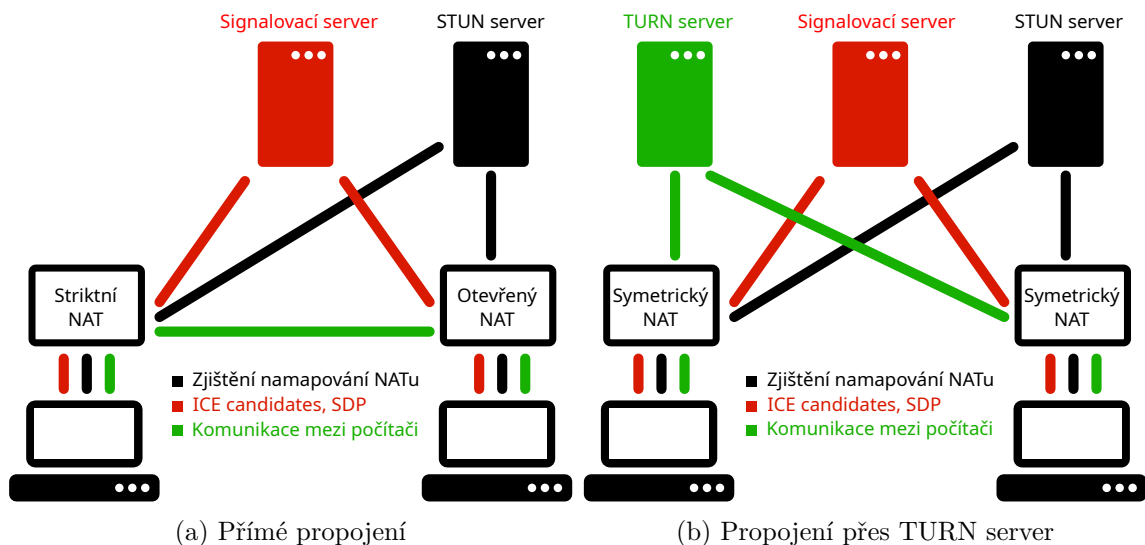 Signalovací server
STUN server
Striktní
NAT
Otevřený
NAT
Zjištění namapování NATu
ICE candidates, SDP
Komunikace mezi počítači
(a) Přímé propojení
TURN server
Signalovací server
STUN server
Symetrický
NAT
Symetrický
NAT
Zjištění namapování NATu
ICE candidates, SDP
Komunikace mezi počítači
(b) Propojení přes TURN server